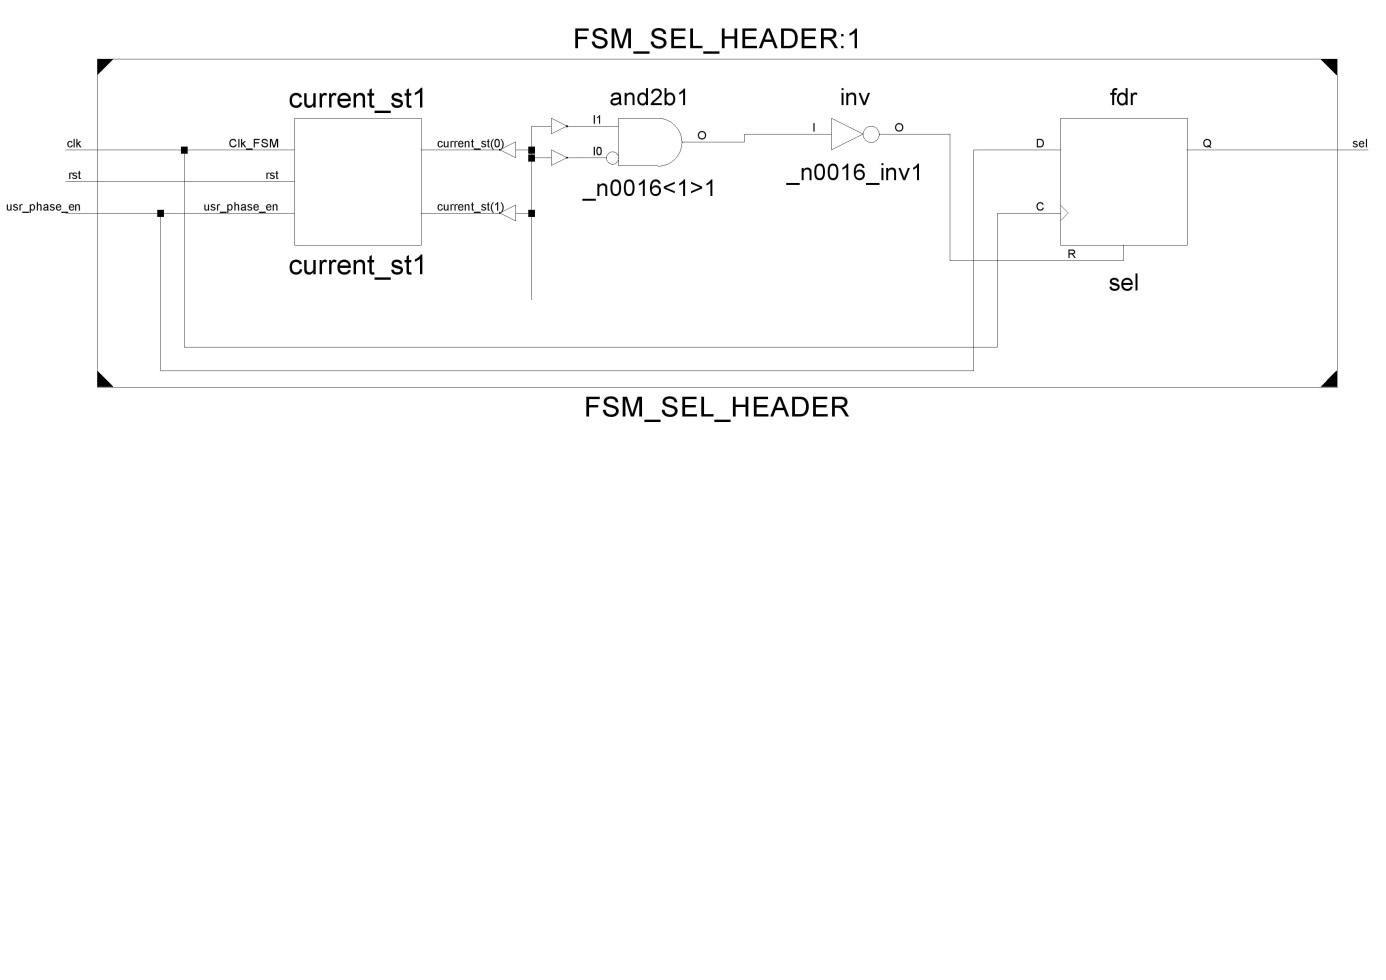 FSM_SEL_HEADER:1
current_st1
and2b1
inv
fdr
clk
Clk_FSM
current_st(0)
I1
O
I
O
D
Q
sel
I0
rst
rst
_n0016<1>1
_n0016_inv1
usr_phase_en
usr_phase_en
current_st(1)
C
R
current_st1
sel
FSM_SEL_HEADER